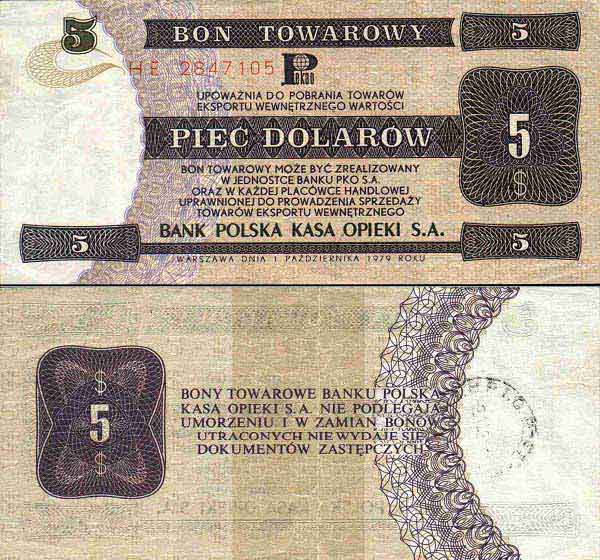 5 BON TOWAROWY 5
HE 2847105 Pekao
UPOWAŻNIA DO POBRANIA TOWARÓW
EKSPORTU WEWNĘTRZNEGO WARTOŚCI
PIĘĆ DOLARÓW
5
$
BON TOWAROWY MOŻE BYĆ ZREALIZOWANY
W JEDNOSTCE BANKU PKO S.A.
ORAZ W KAŻDEJ PLACÓWCE HANDLOWEJ
UPRAWNIONEJ DO PROWADZENIA SPRZEDAŻY
TOWARÓW EKSPORTU WEWNĘTRZNEGO
BANK POLSKA KASA OPIEKI S.A.
5 5
WARSZAWA DNIA 1 PAŹDZIERNIKA 1979 ROKU
$
5
$
BONY TOWAROWE BANKU POLSKA
KASA OPIEKI S.A. NIE PODLEGAJĄ
UMORZENIU I W ZAMIAN BONÓW
UTRACONYCH NIE WYDAJE SIĘ
DOKUMENTÓW ZASTĘPCZYCH